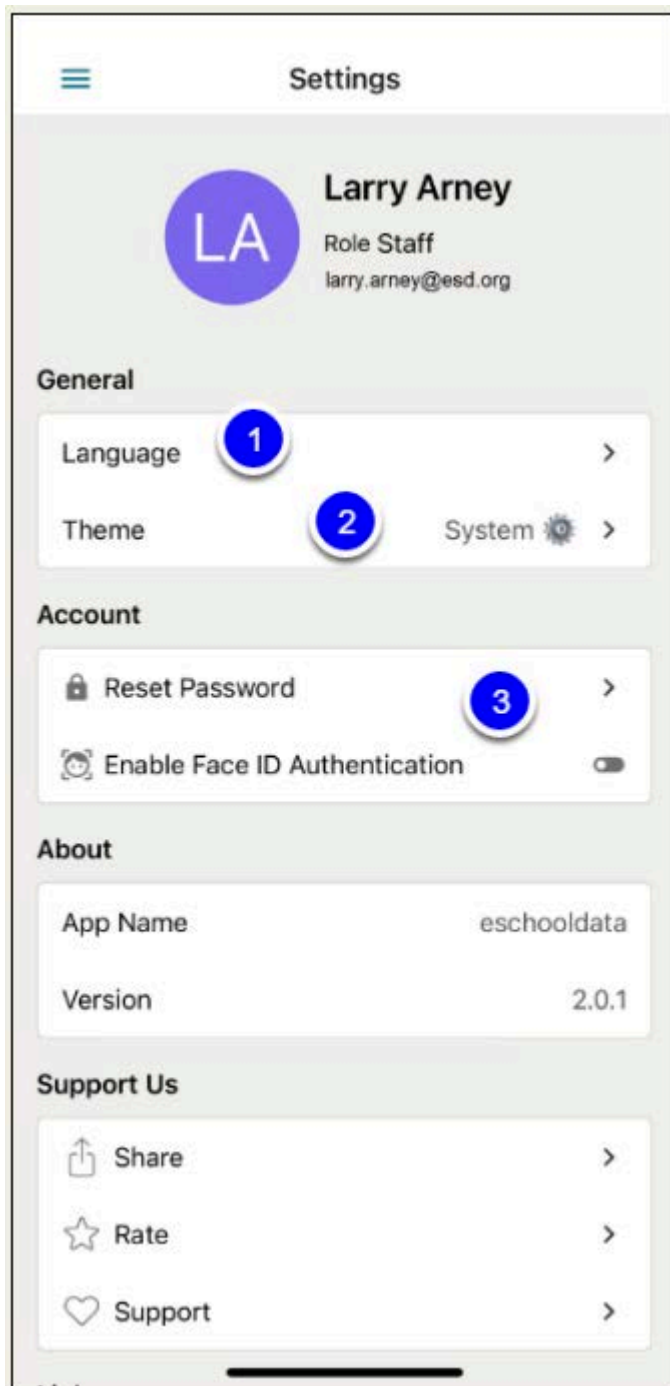 Settings
LA
Larry Arney
Role Staff
larry.arney@esd.org
General
Language 1
Theme 2 System
Account
Reset Password 3
Enable Face ID Authentication
About
App Name eschooldata
Version 2.0.1
Support Us
Share
Rate
Support